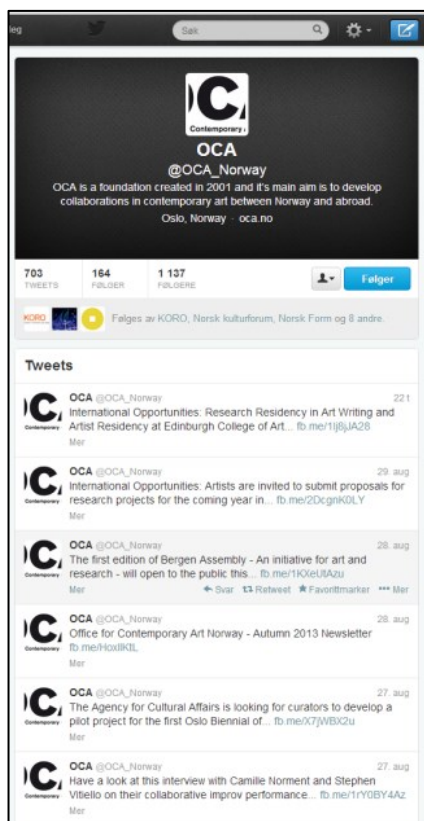 leg
Søk
C
Contemporary
OCA
@OCA_Norway
OCA is a foundation created in 2001 and it's main aim is to develop
collaborations in contemporary art between Norway and abroad.
Oslo, Norway · oca.no
703 164 1 137
TWEETS FØLGER FØLGERE
Følger
KORO Følges av KORO, Norsk kulturforum, Norsk Form og 8 andre.
Tweets
OCA @OCA_Norway 22 t
International Opportunities: Research Residency in Art Writing and
Artist Residency at Edinburgh College of Art...
Mer
OCA @OCA_Norway 29. aug
International Opportunities: Artists are invited to submit proposals for
research projects for the coming year in... fb.me/2DcgnK0LY
Mer
OCA @OCA_Norway 28. aug
The first edition of Bergen Assembly - An initiative for art and
research - will open to the public this...
Mer Svar Retweet Favorittmarker Mer
OCA @OCA_Norway 28. aug
Office for Contemporary Art Norway - Autumn 2013 Newsletter
Mer
OCA @OCA_Norway 27. aug
The Agency for Cultural Affairs is looking for curators to develop a
pilot project for the first Oslo Biennial of... fb.me/X7jWBX2u
Mer
OCA @OCA_Norway 27. aug
Have a look at this interview with Camille Norment and Stephen
Vitiello on their collaborative improv performance... fb.me/1rY0BY4Az
Mer